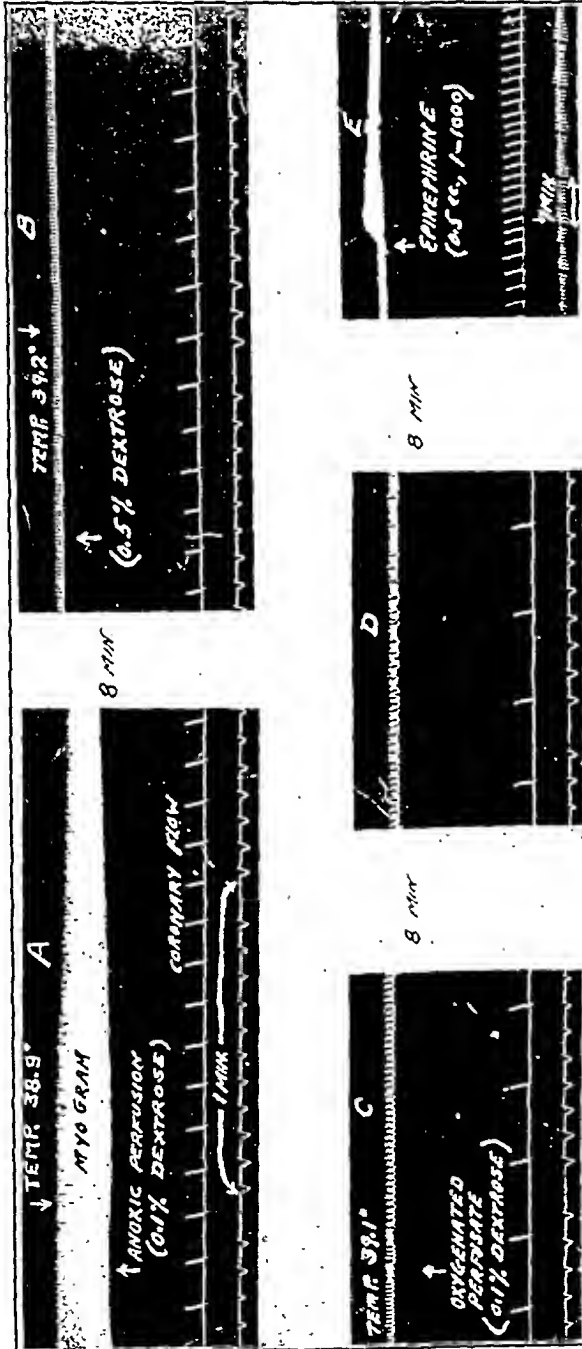 A
↓ TEMP. 38.9°
MYOGRAM
↑ ANOXIC PERFUSION
(0.1% DEXTROSE)
CORONARY FLOW
1 MIN.
8 MIN
B
TEMP. 39.2° ↓
↑
(0.5% DEXTROSE)
C
TEMP. 39.1°
↑
OXYGENATED
PERFUSATE
(0.1% DEXTROSE)
8 MIN
D
8 MIN
E
↑
EPINEPHRINE
(0.5 cc, 1-1000)
1 MIN